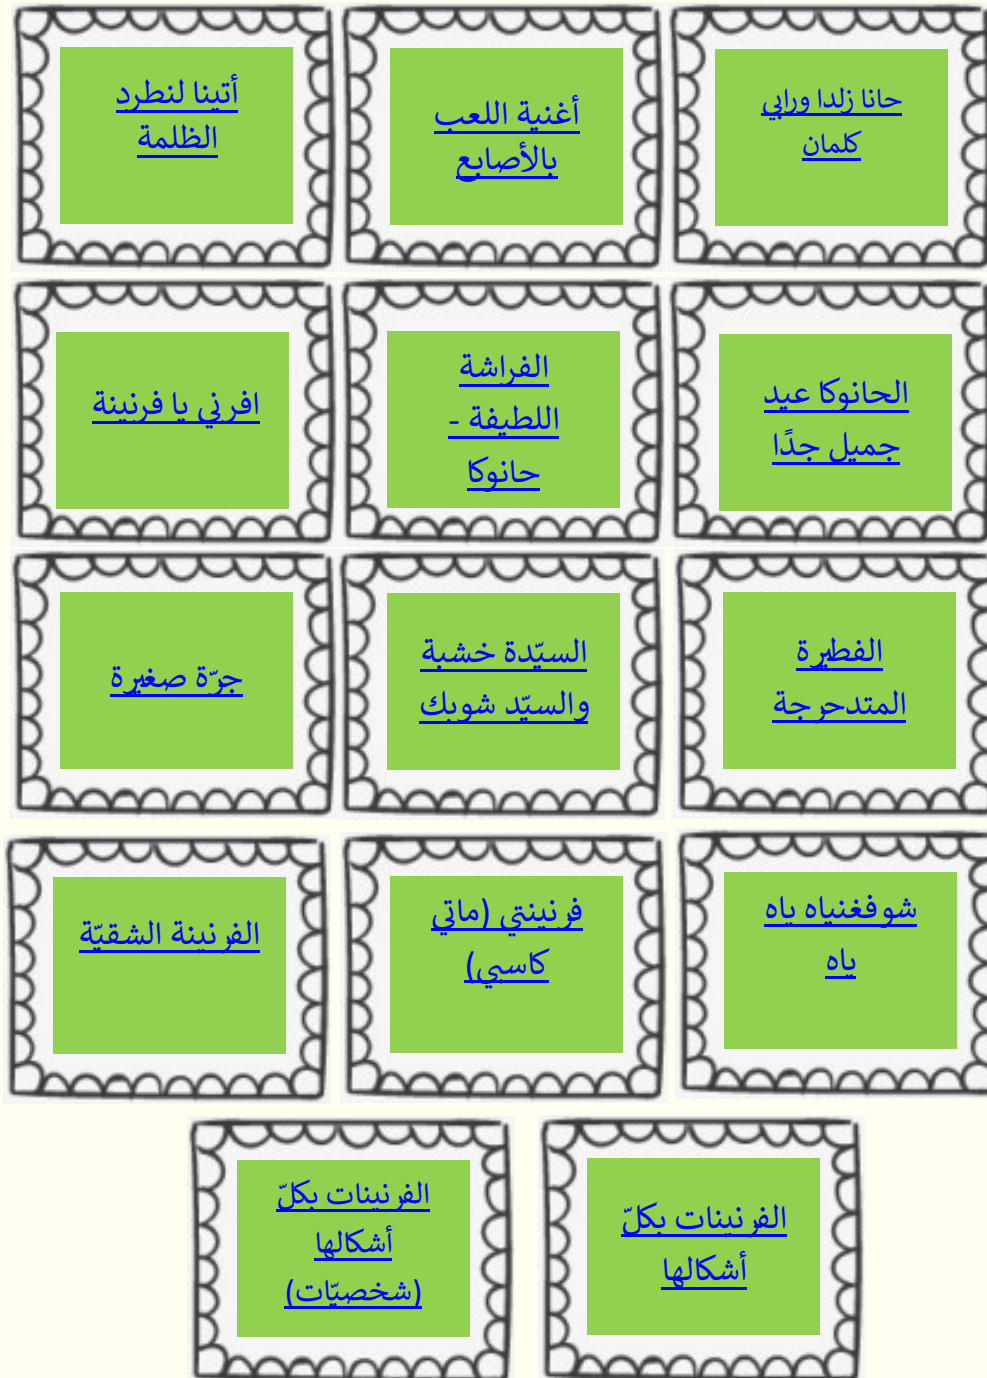 حانا زلدا ورابي
كلمان
أغنية اللعب
بالأصابع
أتينا لنطرد
الظلمة
الحانوكا عيد
جميل جدًا
الفراشة
اللطيفة -
حانوكا
افرني يا فرنينة
الفطيرة
المتدحرجة
السيّدة خشبة
والسيّد شوبك
جرّة صغيرة
شوفغنياه ياه
ياه
فرنينتي (ماتي
كاسبي)
الفرنينة الشقيّة
الفرنينات بكلّ
أشكالها
الفرنينات بكلّ
أشكالها
(شخصيّات)